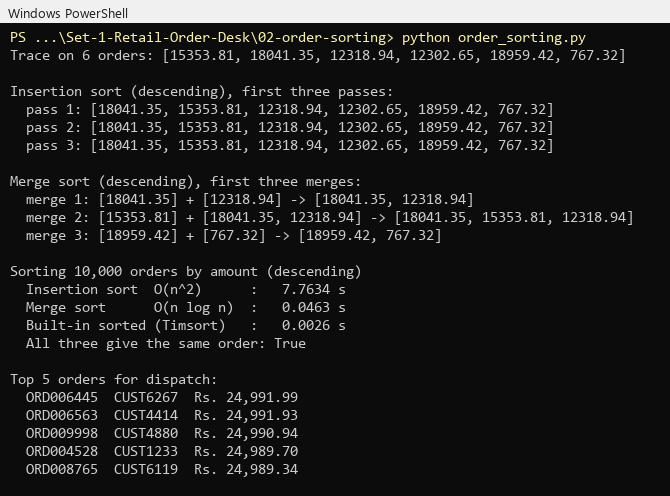 Windows PowerShell
PS ...\Set-1-Retail-Order-Desk\02-order-sorting> python order_sorting.py
Trace on 6 orders: [15353.81, 18041.35, 12318.94, 12302.65, 18959.42, 767.32]
Insertion sort (descending), first three passes:
  pass 1: [18041.35, 15353.81, 12318.94, 12302.65, 18959.42, 767.32]
  pass 2: [18041.35, 15353.81, 12318.94, 12302.65, 18959.42, 767.32]
  pass 3: [18041.35, 15353.81, 12318.94, 12302.65, 18959.42, 767.32]
Merge sort (descending), first three merges:
  merge 1: [18041.35] + [12318.94] -> [18041.35, 12318.94]
  merge 2: [15353.81] + [18041.35, 12318.94] -> [18041.35, 15353.81, 12318.94]
  merge 3: [18959.42] + [767.32] -> [18959.42, 767.32]
Sorting 10,000 orders by amount (descending)
  Insertion sort  O(n^2)      :   7.7634 s
  Merge sort      O(n log n)  :   0.0463 s
  Built-in sorted (Timsort)   :   0.0026 s
  All three give the same order: True
Top 5 orders for dispatch:
  ORD006445  CUST6267  Rs. 24,991.99
  ORD006563  CUST4414  Rs. 24,991.93
  ORD009998  CUST4880  Rs. 24,990.94
  ORD004528  CUST1233  Rs. 24,989.70
  ORD008765  CUST6119  Rs. 24,989.34